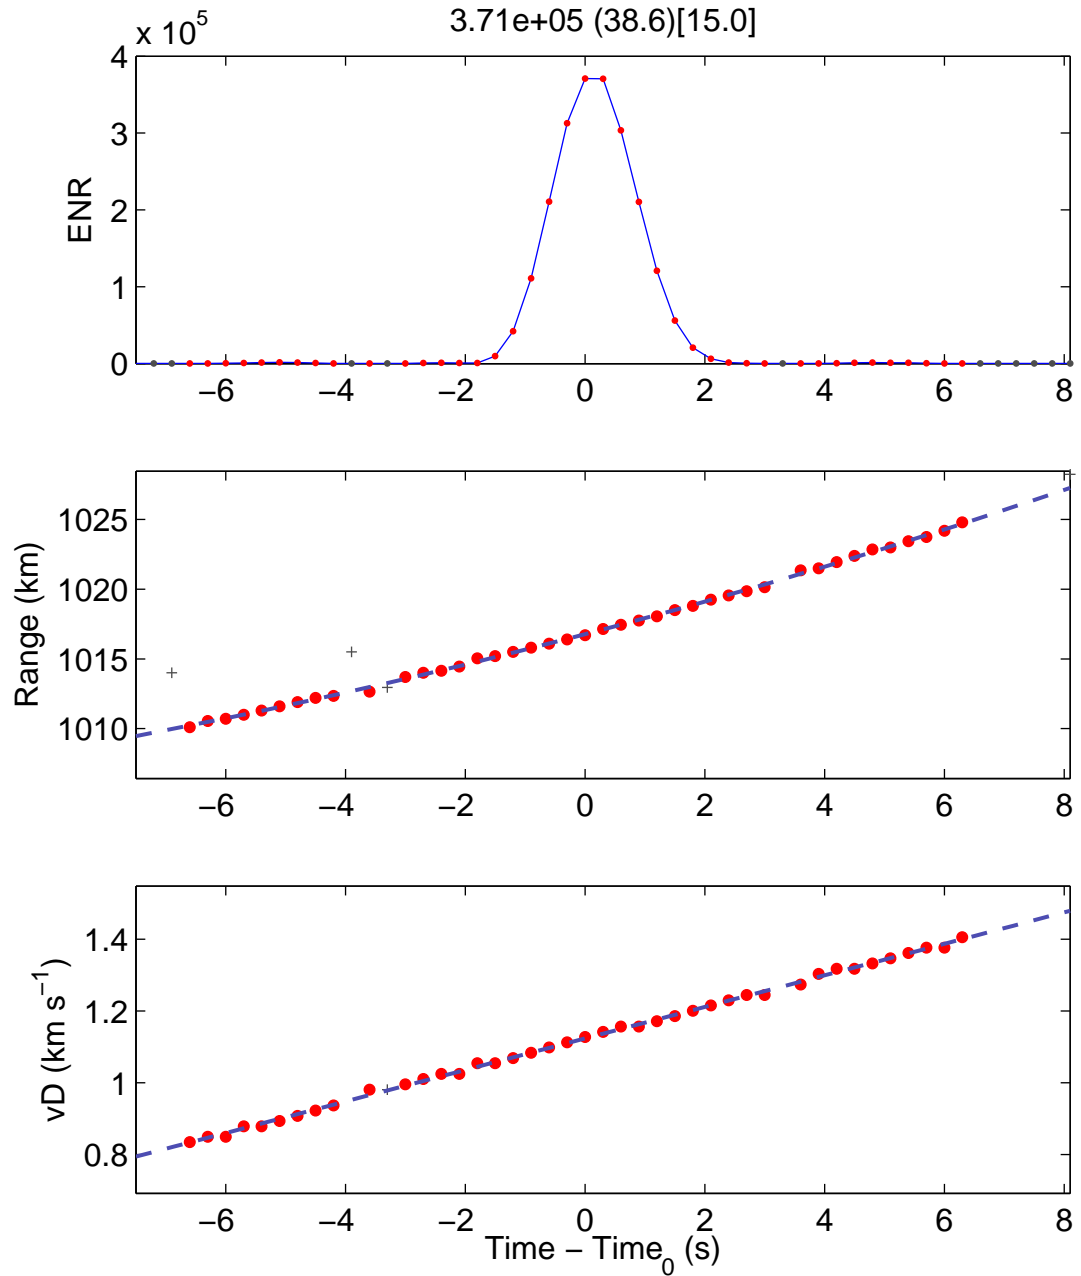 3.71e+05 (38.6)[15.0]
x 10^5
4
3
2
1
0
ENR
−6 −4 −2 0 2 4 6 8
1025
1020
1015
1010
Range (km)
−6 −4 −2 0 2 4 6 8
1.4
1.2
1
0.8
vD (km s^−1)
−6 −4 −2 0 2 4 6 8
Time − Time_0 (s)